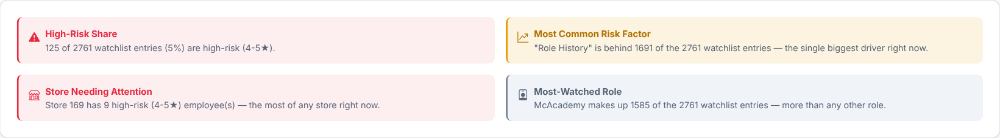 High-Risk Share
125 of 2761 watchlist entries (5%) are high-risk (4-5★).
Most Common Risk Factor
"Role History" is behind 1691 of the 2761 watchlist entries — the single biggest driver right now.
Store Needing Attention
Store 169 has 9 high-risk (4-5★) employee(s) — the most of any store right now.
Most-Watched Role
McAcademy makes up 1585 of the 2761 watchlist entries — more than any other role.